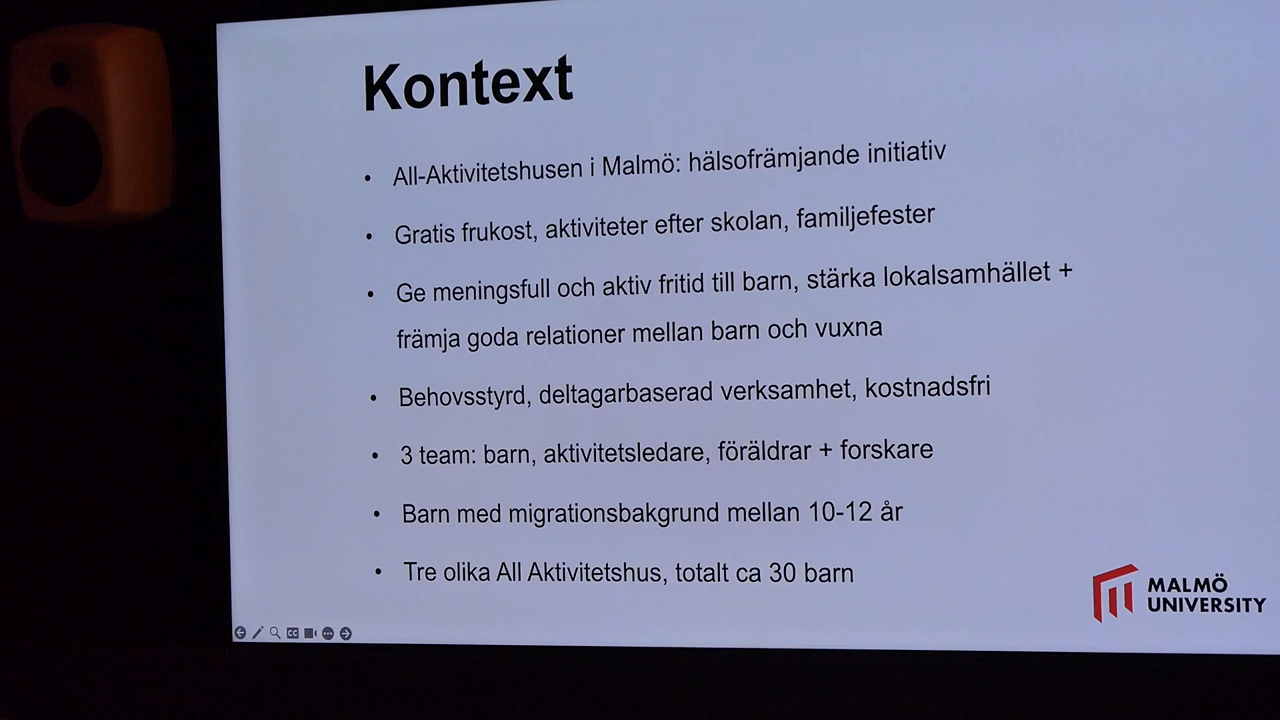 Kontext
• All-Aktivitetshusen i Malmö: hälsofrämjande initiativ
• Gratis frukost, aktiviteter efter skolan, familjefester
• Ge meningsfull och aktiv fritid till barn, stärka lokalsamhället +
främja goda relationer mellan barn och vuxna
• Behovsstyrd, deltagarbaserad verksamhet, kostnadsfri
• 3 team: barn, aktivitetsledare, föräldrar + forskare
• Barn med migrationsbakgrund mellan 10-12 år
• Tre olika All Aktivitetshus, totalt ca 30 barn
MALMÖ
UNIVERSITY
CC